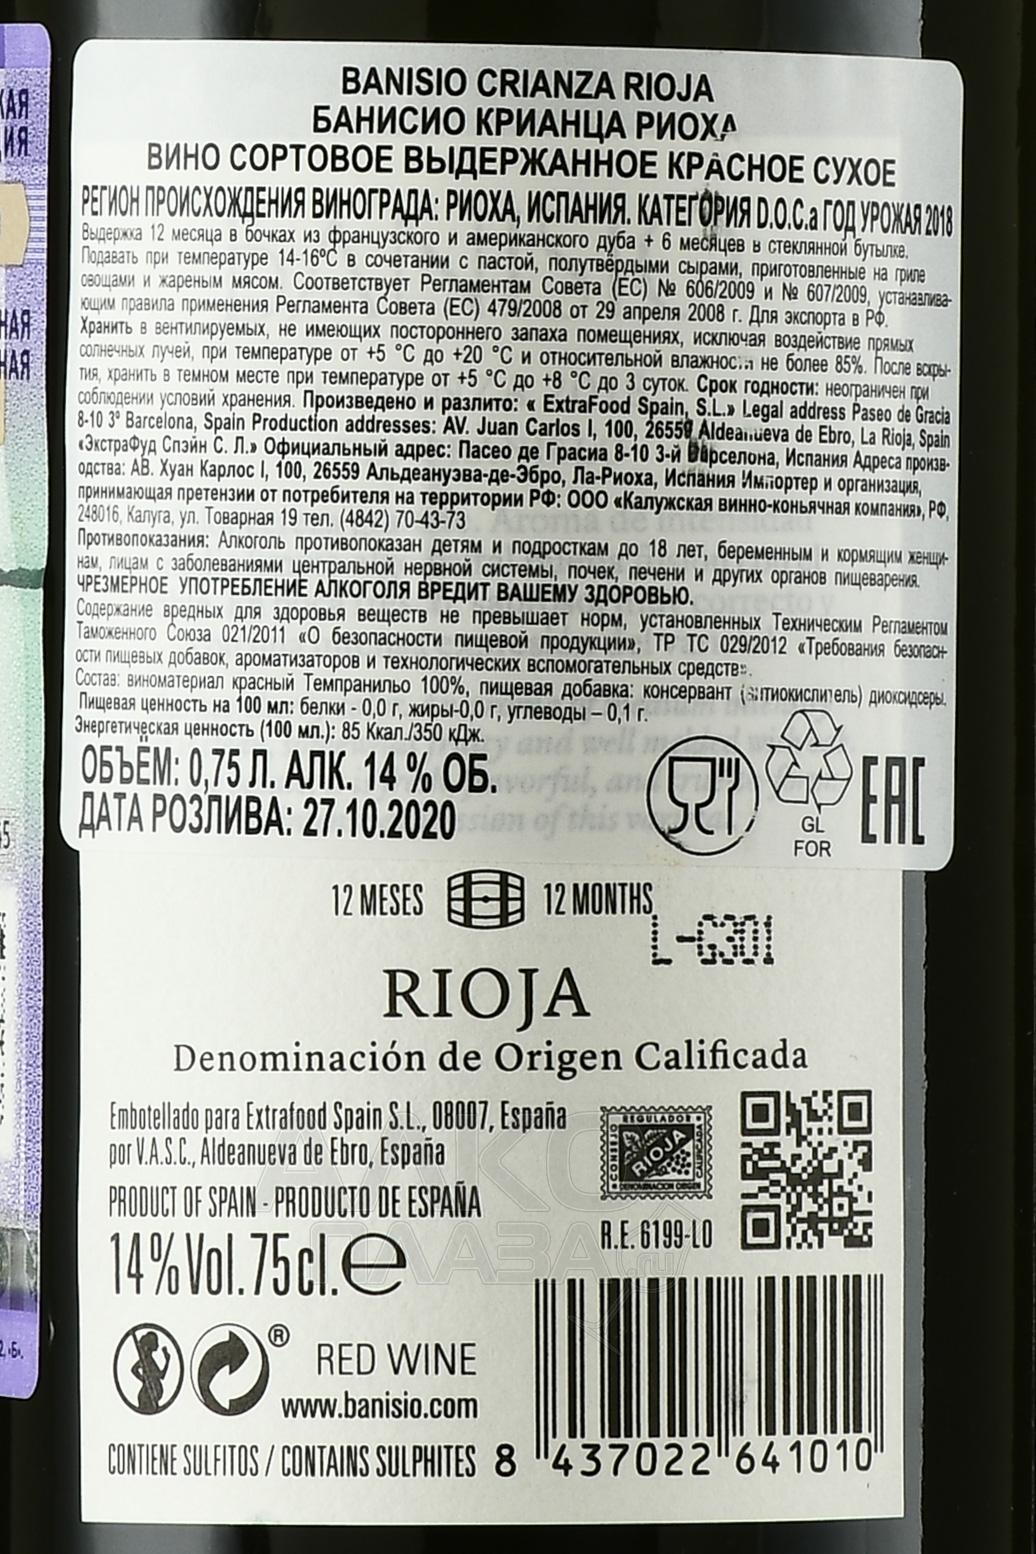 КАЯ
ИЯ
НАЯ
НАЯ
BANISIO CRIANZA RIOJA
БАНИСИО КРИАНЦА РИОХА
ВИНО СОРТОВОЕ ВЫДЕРЖАННОЕ КРАСНОЕ СУХОЕ
РЕГИОН ПРОИСХОЖДЕНИЯ ВИНОГРАДА: РИОХА, ИСПАНИЯ. КАТЕГОРИЯ D.O.C.a ГОД УРОЖАЯ 2018
Выдержка 12 месяца в бочках из французского и американского дуба + 6 месяцев в стеклянной бутылке.
Подавать при температуре 14-16°C в сочетании с пастой, полутвёрдыми сырами, приготовленные на гриле
овощами и жареным мясом. Соответствует Регламентам Совета (ЕС) № 606/2009 и № 607/2009, устанавлива-
ющим правила применения Регламента Совета (ЕС) 479/2008 от 29 апреля 2008 г. Для экспорта в РФ.
Хранить в вентилируемых, не имеющих постороннего запаха помещениях, исключая воздействие прямых
солнечных лучей, при температуре от +5 °C до +20 °C и относительной влажности не более 85%. После вскры-
тия, хранить в темном месте при температуре от +5 °C до +8 °C до 3 суток. Срок годности: неограничен при
соблюдении условий хранения. Произведено и разлито: « ExtraFood Spain, S.L.» Legal address Paseo de Gracia
8-10 3° Barcelona, Spain Production addresses: AV. Juan Carlos I, 100, 26559 Aldeanueva de Ebro, La Rioja, Spain
«ЭкстраФуд Спэйн С. Л.» Официальный адрес: Пасео де Грасиа 8-10 3-й Барселона, Испания Адреса произв-
одства: АВ. Хуан Карлос I, 100, 26559 Альдеануэва-де-Эбро, Ла-Риоха, Испания Импортер и организация,
принимающая претензии от потребителя на территории РФ: ООО «Калужская винно-коньячная компания», РФ,
248016, Калуга, ул. Товарная 19 тел. (4842) 70-43-73
Противопоказания: Алкоголь противопоказан детям и подросткам до 18 лет, беременным и кормящим женщи-
нам, лицам с заболеваниями центральной нервной системы, почек, печени и других органов пищеварения.
ЧРЕЗМЕРНОЕ УПОТРЕБЛЕНИЕ АЛКОГОЛЯ ВРЕДИТ ВАШЕМУ ЗДОРОВЬЮ.
Содержание вредных для здоровья веществ не превышает норм, установленных Техническим Регламентом
Таможенного Союза 021/2011 «О безопасности пищевой продукции», ТР ТС 029/2012 «Требования безопасн-
ости пищевых добавок, ароматизаторов и технологических вспомогательных средств».
Состав: виноматериал красный Темпранильо 100%, пищевая добавка: консервант (антиокислитель) диоксидсеры.
Пищевая ценность на 100 мл: белки - 0,0 г, жиры-0,0 г, углеводы – 0,1 г.
Энергетическая ценность (100 мл.): 85 Ккал./350 кДж.
ОБЪЁМ: 0,75 Л. АЛК. 14 % ОБ.
ДАТА РОЗЛИВА: 27.10.2020
GL
FOR
EAC
12 MESES 12 MONTHS
L-G301
RIOJA
Denominación de Origen Calificada
Embotellado para Extrafood Spain S.L., 08007, España
por V.A.S.C., Aldeanueva de Ebro, España
PRODUCT OF SPAIN - PRODUCTO DE ESPAÑA
14%Vol. 75cl. e
CONSEJO REGULADOR CALIFICADA
RIOJA
DENOMINACION ORIGEN
R.E. 6199-LO
® RED WINE
www.banisio.com
CONTIENE SULFITOS / CONTAINS SULPHITES
8 437022 641010
АЛКО
ПЛАЗА
.ru